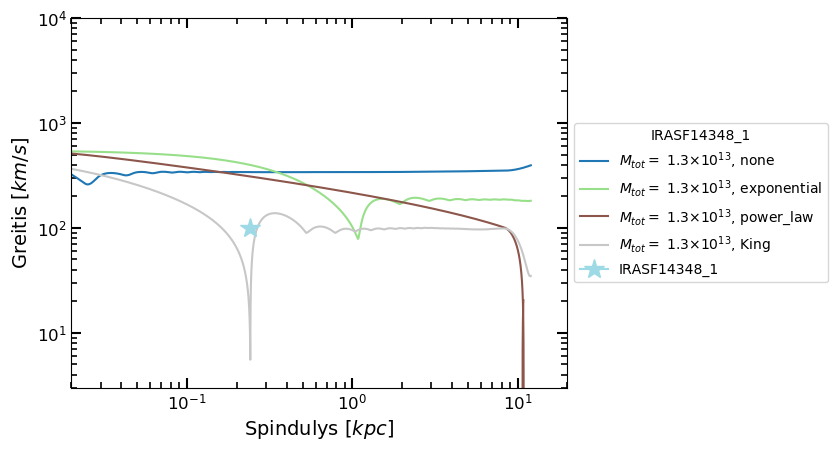 10⁴
10³
10²
10¹
Greitis [km/s]
10⁻¹
10⁰
10¹
Spindulys [kpc]
IRASF14348_1
M_tot = 1.3×10¹³, none
M_tot = 1.3×10¹³, exponential
M_tot = 1.3×10¹³, power_law
M_tot = 1.3×10¹³, King
IRASF14348_1